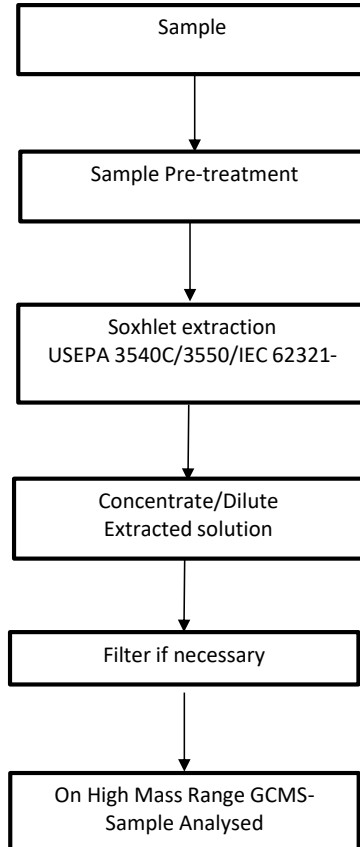 Sample
Sample Pre-treatment
Soxhlet extraction
USEPA 3540C/3550/IEC 62321-
Concentrate/Dilute
Extracted solution
Filter if necessary
On High Mass Range GCMS-
Sample Analysed